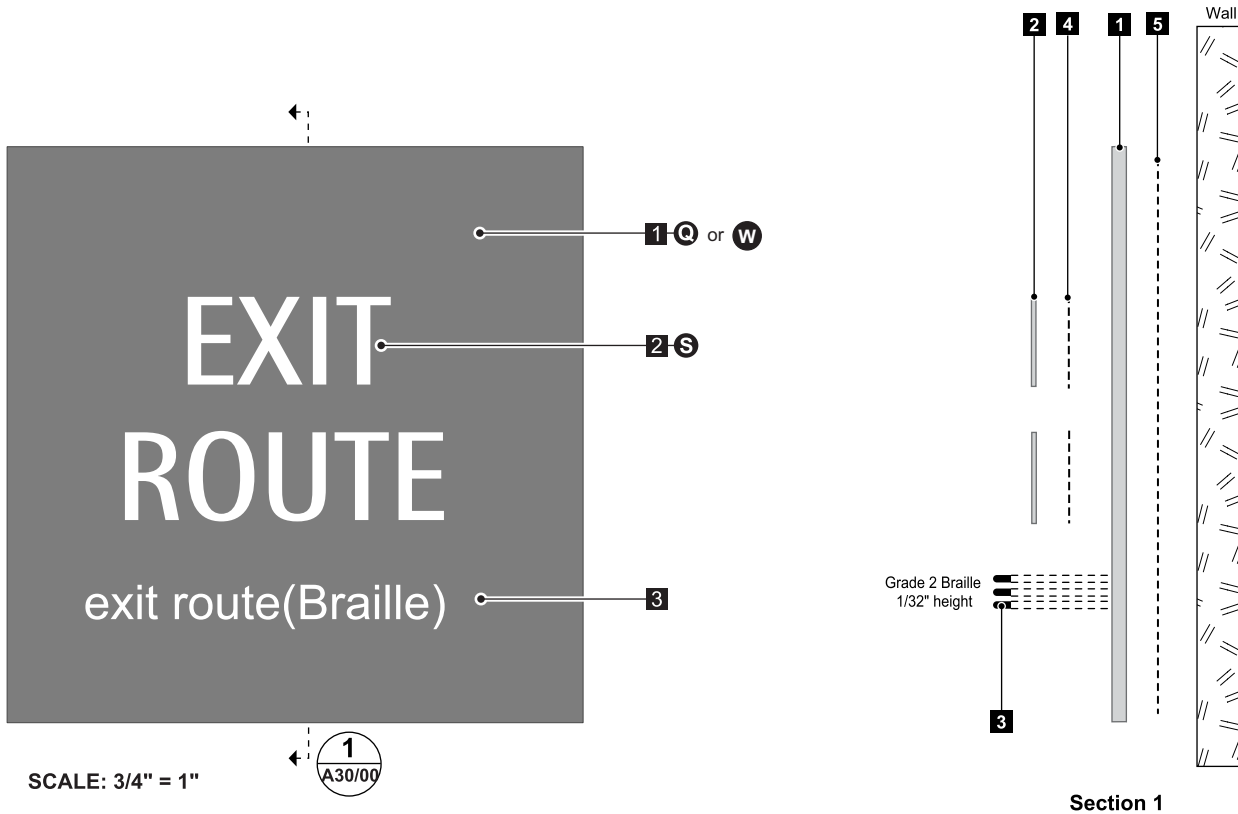 2 4 1 5
Wall
1 Q or W
EXIT
2 S
ROUTE
exit route(Braille)
3
Grade 2 Braille
1/32" height
3
1
A30/00
SCALE: 3/4" = 1"
Section 1